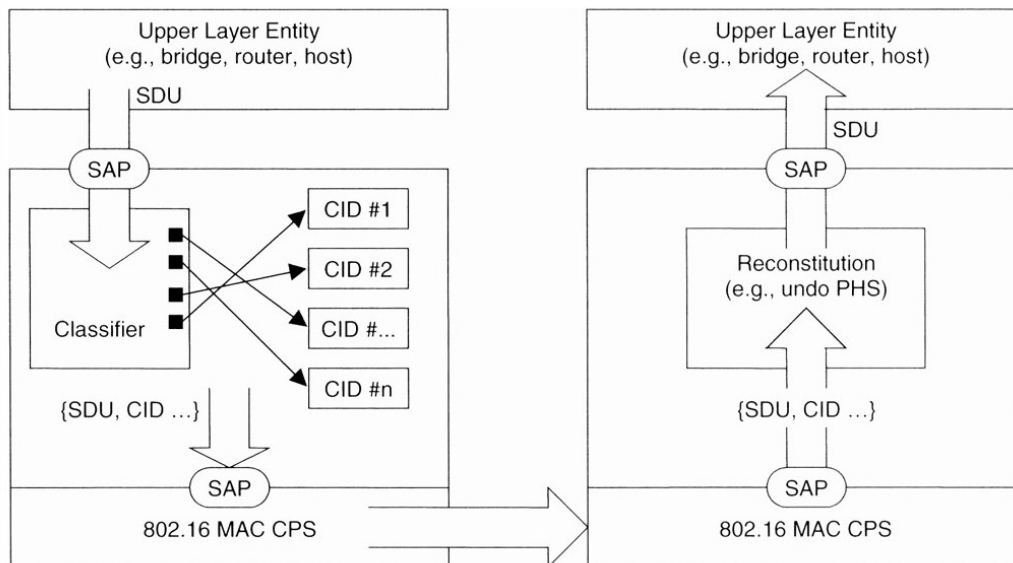 Upper Layer Entity
(e.g., bridge, router, host)
SDU
SAP
CID #1
CID #2
CID #...
CID #n
Classifier
{SDU, CID ...}
SAP
802.16 MAC CPS
Upper Layer Entity
(e.g., bridge, router, host)
SDU
SAP
Reconstitution
(e.g., undo PHS)
{SDU, CID ...}
SAP
802.16 MAC CPS